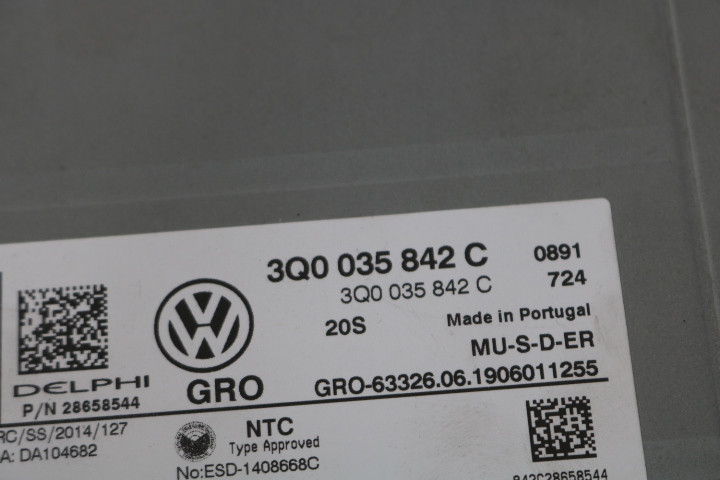 3Q0 035 842 C 0891
3Q0 035 842 C 724
20S Made in Portugal
MU-S-D-ER
DELPHI GRO GRO-63326.06.1906011255
P/N 28658544
RC/SS/2014/127 NTC
A: DA104682 Type Approved
No:ESD-1408668C
842C28658544